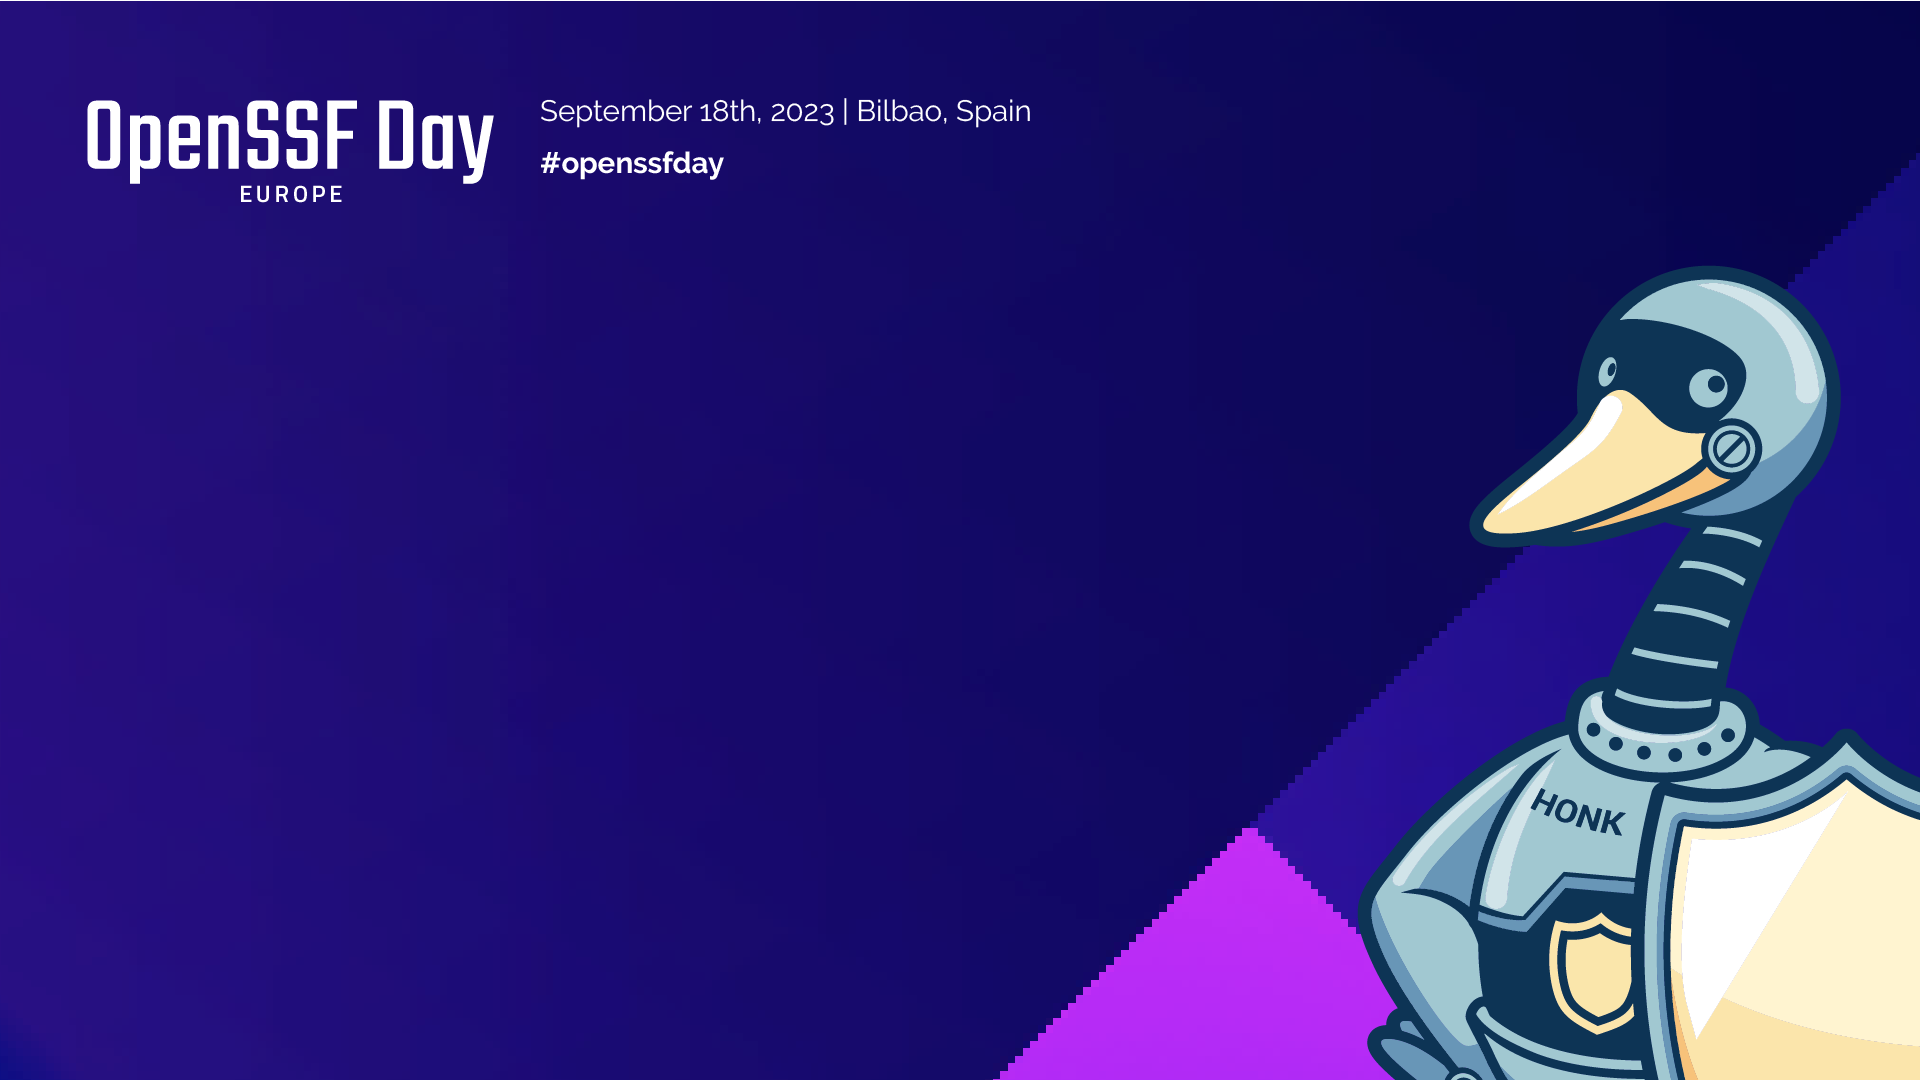 OpenSSF Day
EUROPE
September 18th, 2023 | Bilbao, Spain
#openssfday
HONK